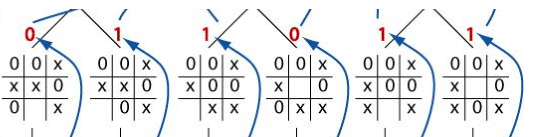 0 1 1 0 1 1
0 0 x 0 0 x 0 0 x 0 0 x 0 0 x 0 0 x
x x 0 x x 0 x 0 0 x 0 x 0 0 x 0
0 x 0 x x x 0 x x x x x 0 x